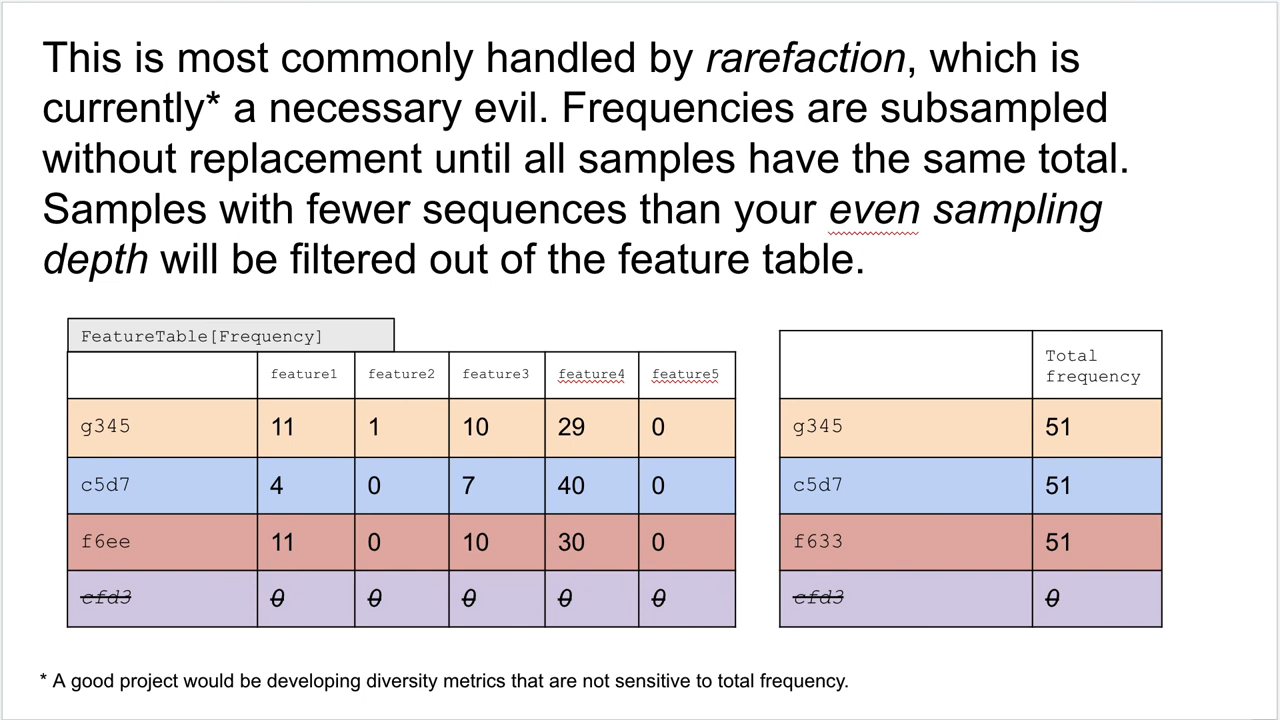 This is most commonly handled by rarefaction, which is
currently* a necessary evil. Frequencies are subsampled
without replacement until all samples have the same total.
Samples with fewer sequences than your even sampling
depth will be filtered out of the feature table.
FeatureTable[Frequency]
feature1 feature2 feature3 feature4 feature5
g345 11 1 10 29 0
c5d7 4 0 7 40 0
f6ee 11 0 10 30 0
cfd3 0 0 0 0 0
Total
frequency
g345 51
c5d7 51
f633 51
cfd3 0
* A good project would be developing diversity metrics that are not sensitive to total frequency.